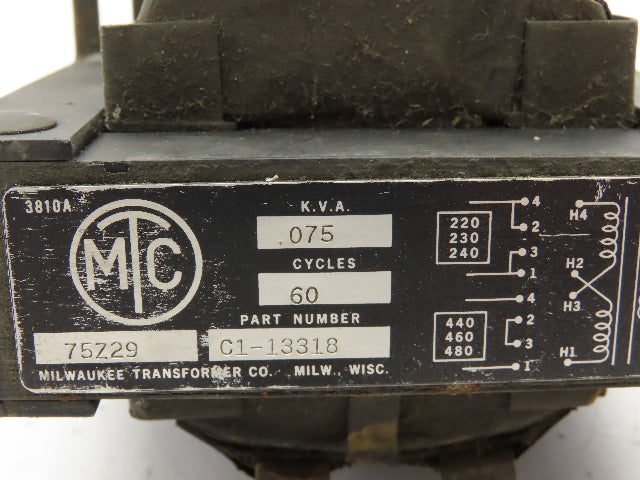 3810A
MTC
K.V.A.
.075
CYCLES
60
PART NUMBER
75Z29 C1-13318
MILWAUKEE TRANSFORMER CO. MILW. WISC.
220
230
240
4
2
3
1
440
460
480
4
2
3
1
H4
H2
H3
H1